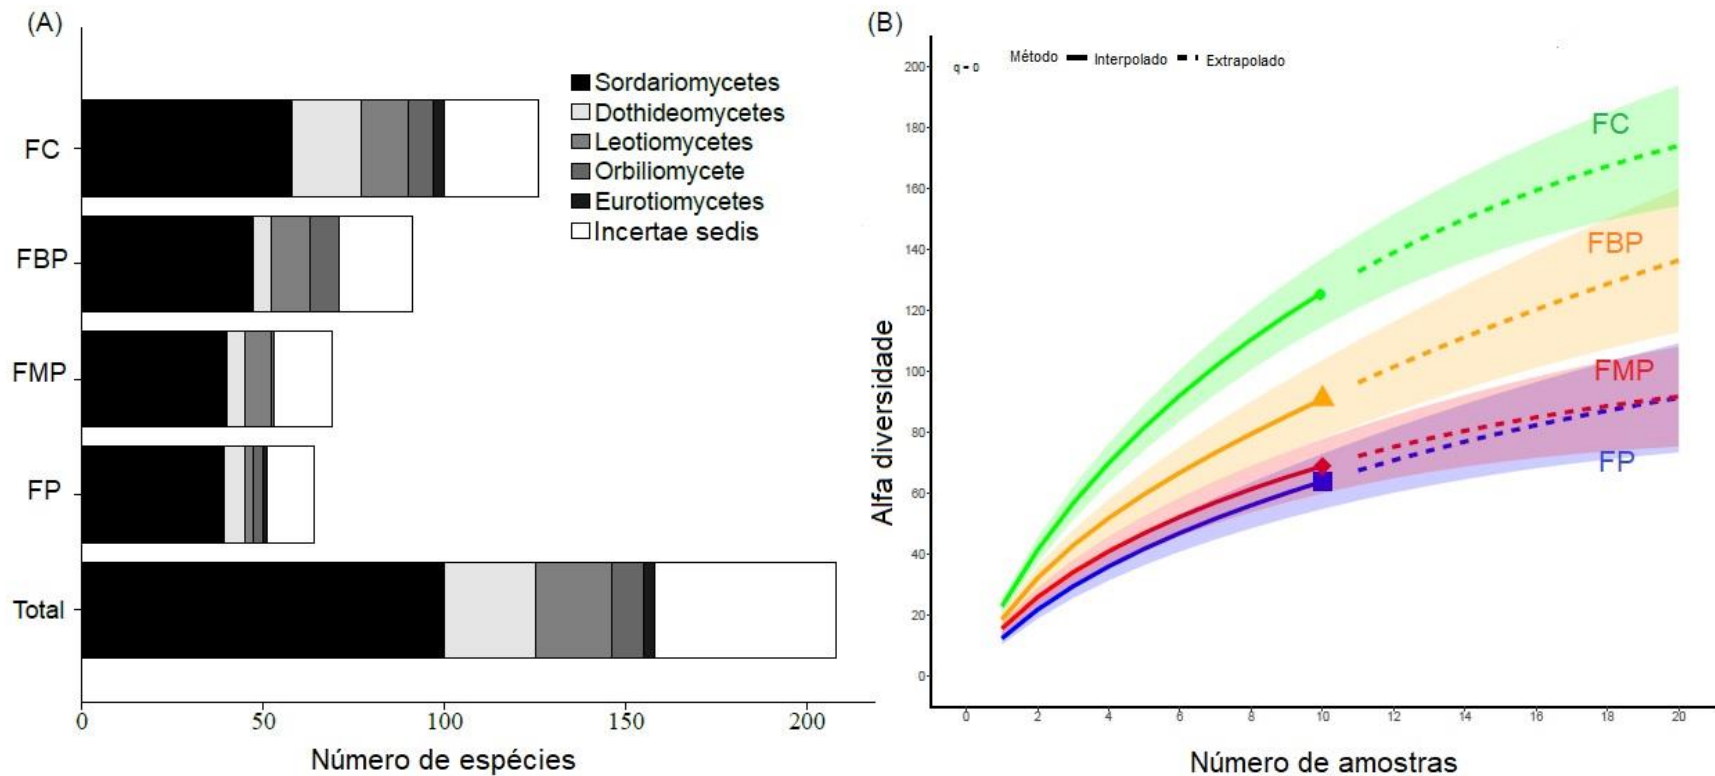 (A)
Sordariomycetes
Dothideomycetes
Leotiomycetes
Orbiliomycete
Eurotiomycetes
Incertae sedis
FC
FBP
FMP
FP
Total
0 50 100 150 200
Número de espécies
(B)
q = 0 Método Interpolado Extrapolado
200
180
160
140
120
100
80
60
40
20
0
FC
FBP
FMP
FP
Alfa diversidade
0 2 4 6 8 10 12 14 16 18 20
Número de amostras